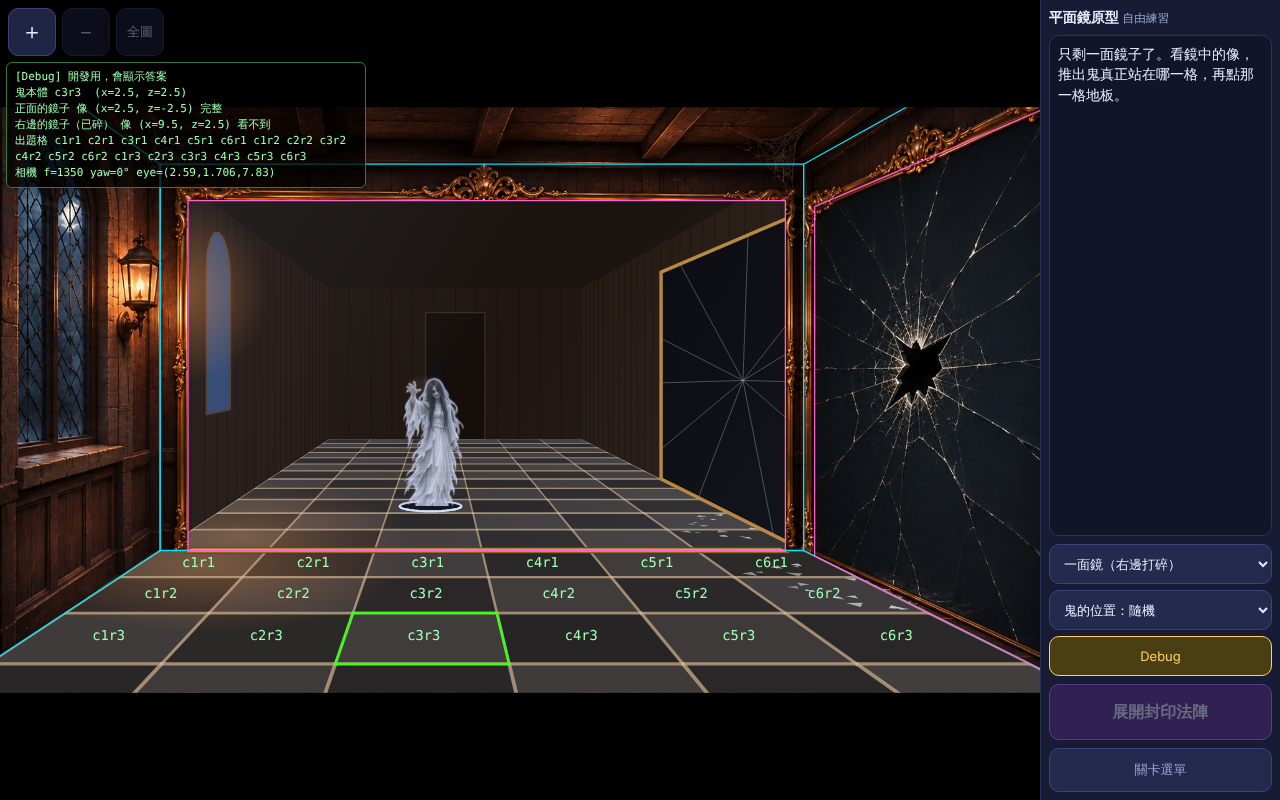 +
−
全圖
[Debug] 開發用，會顯示答案
鬼本體 c3r3 (x=2.5, z=2.5)
正面的鏡子 像 (x=2.5, z=-2.5) 完整
右邊的鏡子（已碎） 像 (x=9.5, z=2.5) 看不到
出題格 c1r1 c2r1 c3r1 c4r1 c5r1 c6r1 c1r2 c2r2 c3r2
c4r2 c5r2 c6r2 c1r3 c2r3 c3r3 c4r3 c5r3 c6r3
相機 f=1350 yaw=0° eye=(2.59,1.706,7.83)
c1r1 c2r1 c3r1 c4r1 c5r1 c6r1
c1r2 c2r2 c3r2 c4r2 c5r2 c6r2
c1r3 c2r3 c3r3 c4r3 c5r3 c6r3
平面鏡原型 自由練習
只剩一面鏡子了。看鏡中的像，
推出鬼真正站在哪一格，再點那
一格地板。
一面鏡（右邊打碎）
鬼的位置：隨機
Debug
展開封印法陣
關卡選單